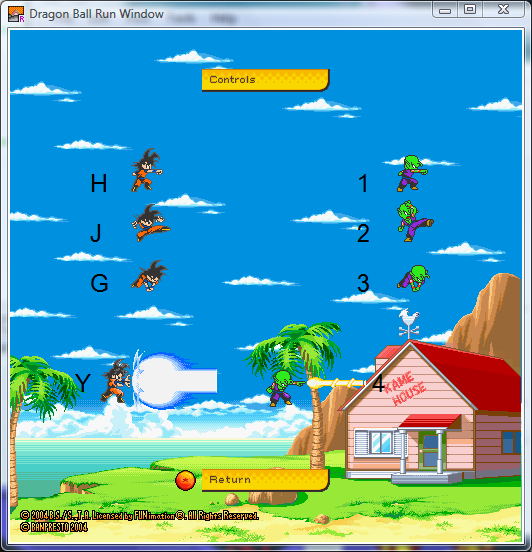 Dragon Ball Run Window
Controls
H 1
J 2
G 3
Y 4
KAME
HOUSE
Return
© 2004 B.S./S., T.A. Licensed by FUNimation ®. All Rights Reserved.
© BANPRESTO 2004